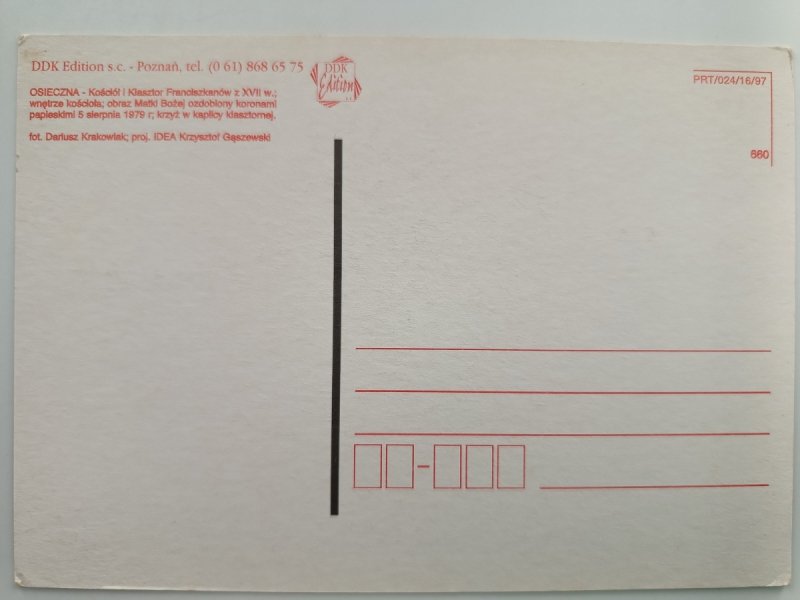 DDK Edition s.c. - Poznań, tel. (0 61) 868 65 75
DDK
Edition
s.c.
OSIECZNA - Kościół i Klasztor Franciszkanów z XVII w.;
wnętrze kościoła; obraz Matki Bożej ozdobiony koronami
papieskimi 5 sierpnia 1979 r; krzyż w kaplicy klasztornej.
fot. Dariusz Krakowiak; proj. IDEA Krzysztof Gąszewski
PRT/024/16/97
660